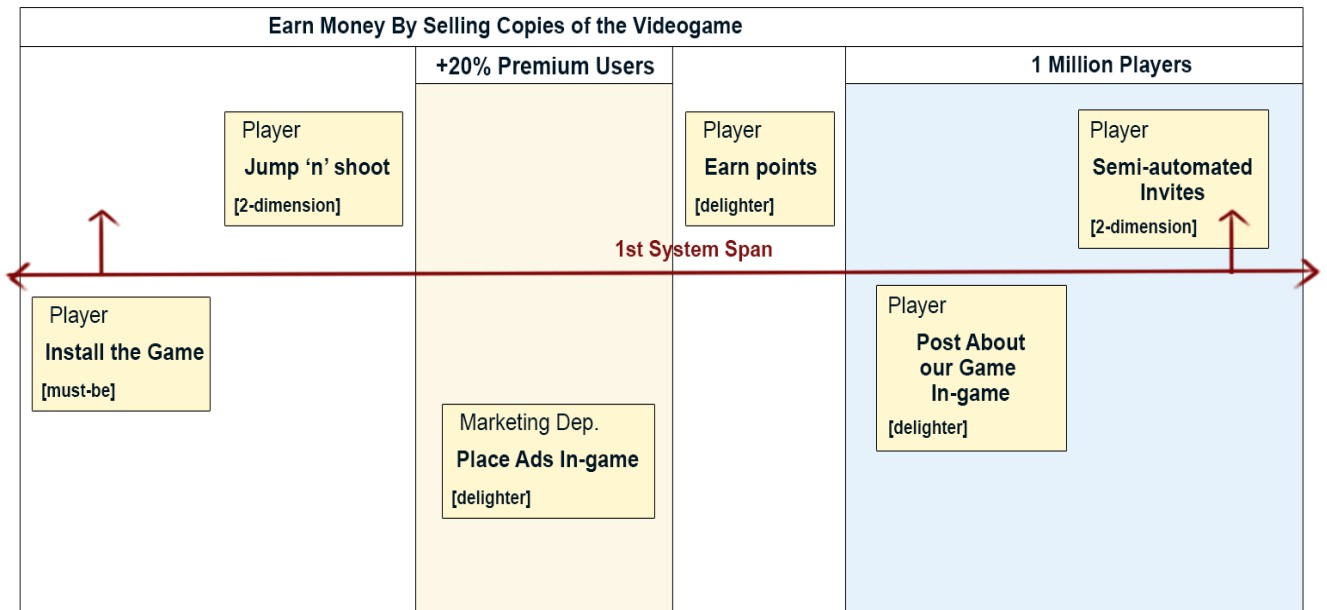 Earn Money By Selling Copies of the Videogame
+20% Premium Users
1 Million Players
Player
Jump ‘n’ shoot
[2-dimension]
Player
Earn points
[delighter]
Player
Semi-automated
Invites
[2-dimension]
1st System Span
Player
Install the Game
[must-be]
Marketing Dep.
Place Ads In-game
[delighter]
Player
Post About
our Game
In-game
[delighter]